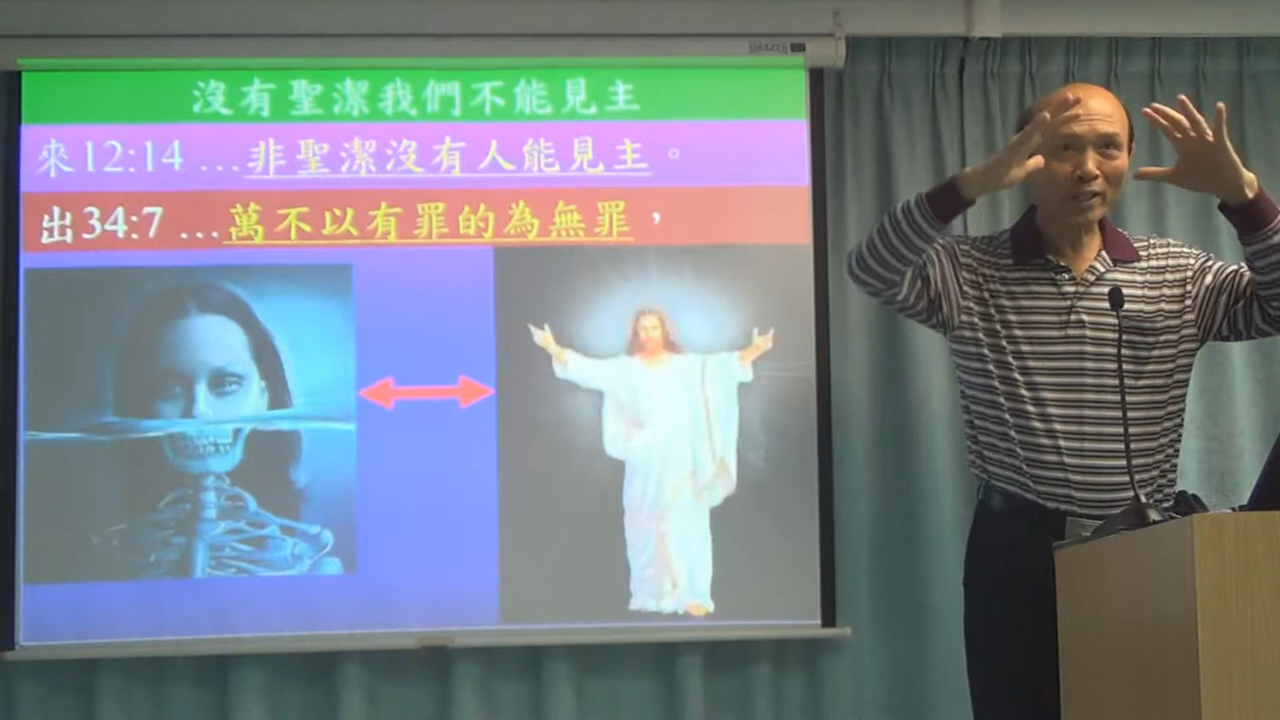 沒有聖潔我們不能見主
來12:14 …非聖潔沒有人能見主。
出34:7 …萬不以有罪的為無罪，